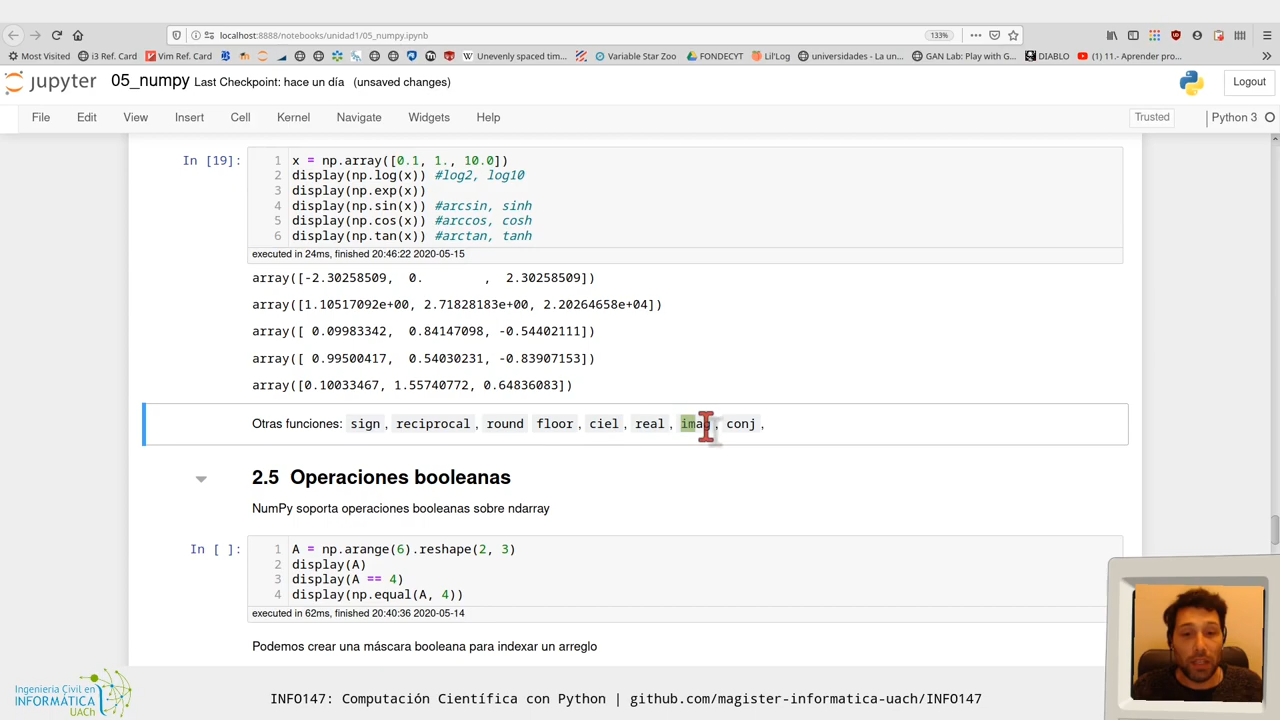 localhost:8888/notebooks/unidad1/05_numpy.ipynb
133%
Most Visited i3 Ref. Card Vim Ref. Card Unevenly spaced tim... Variable Star Zoo FONDECYT Lil'Log universidades - La un... GAN Lab: Play with G... DIABLO (1) 11.- Aprender pro...
jupyter 05_numpy Last Checkpoint: hace un día (unsaved changes) Logout
File Edit View Insert Cell Kernel Navigate Widgets Help Trusted Python 3
In [19]: 1 x = np.array([0.1, 1., 10.0])
2 display(np.log(x)) #log2, log10
3 display(np.exp(x))
4 display(np.sin(x)) #arcsin, sinh
5 display(np.cos(x)) #arccos, cosh
6 display(np.tan(x)) #arctan, tanh
executed in 24ms, finished 20:46:22 2020-05-15
array([-2.30258509, 0. , 2.30258509])
array([1.10517092e+00, 2.71828183e+00, 2.20264658e+04])
array([ 0.09983342, 0.84147098, -0.54402111])
array([ 0.99500417, 0.54030231, -0.83907153])
array([0.10033467, 1.55740772, 0.64836083])
Otras funciones: sign , reciprocal , round floor , ciel , real , imag , conj ,
2.5 Operaciones booleanas
NumPy soporta operaciones booleanas sobre ndarray
In [ ]: 1 A = np.arange(6).reshape(2, 3)
2 display(A)
3 display(A == 4)
4 display(np.equal(A, 4))
executed in 62ms, finished 20:40:36 2020-05-14
Podemos crear una máscara booleana para indexar un arreglo
Ingeniería Civil en
INFORMÁTICA
UACh
INFO147: Computación Científica con Python | github.com/magister-informatica-uach/INFO147